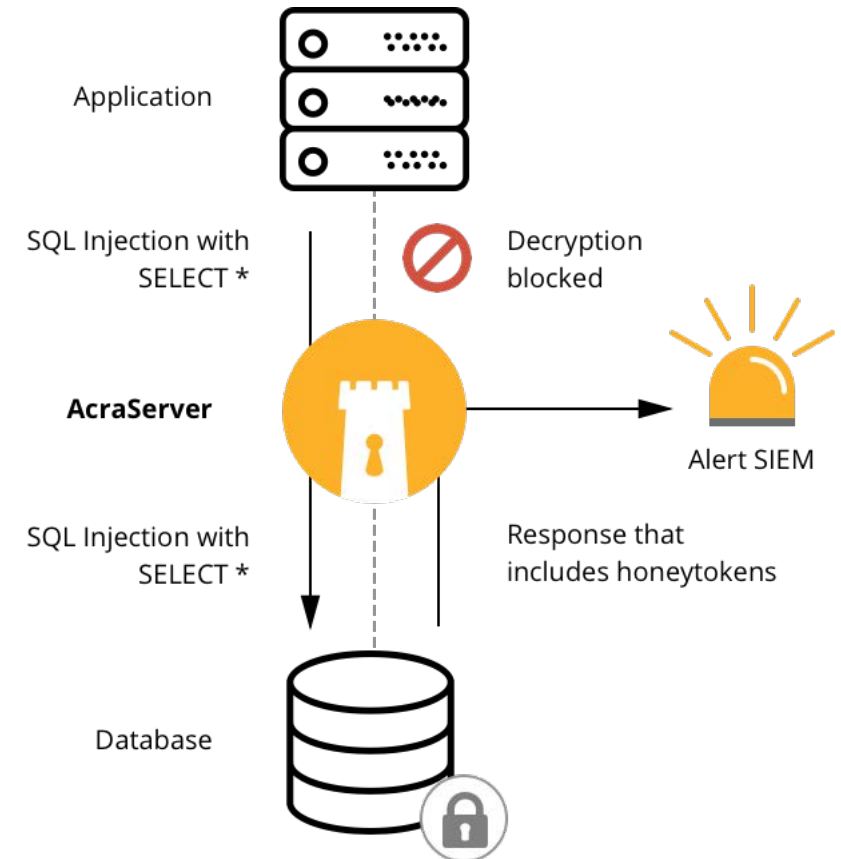 Application
SQL Injection with
SELECT *
Decryption
blocked
AcraServer
Alert SIEM
SQL Injection with
SELECT *
Response that
includes honeytokens
Database